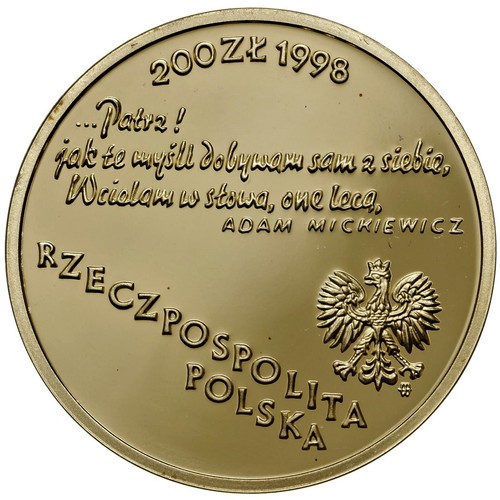 200 ZŁ 1998
...Patrz!
jak te myśli dobywam sam z siebie,
Wcielam w słowa, one lecą,
ADAM MICKIEWICZ
RZECZPOSPOLITA
POLSKA